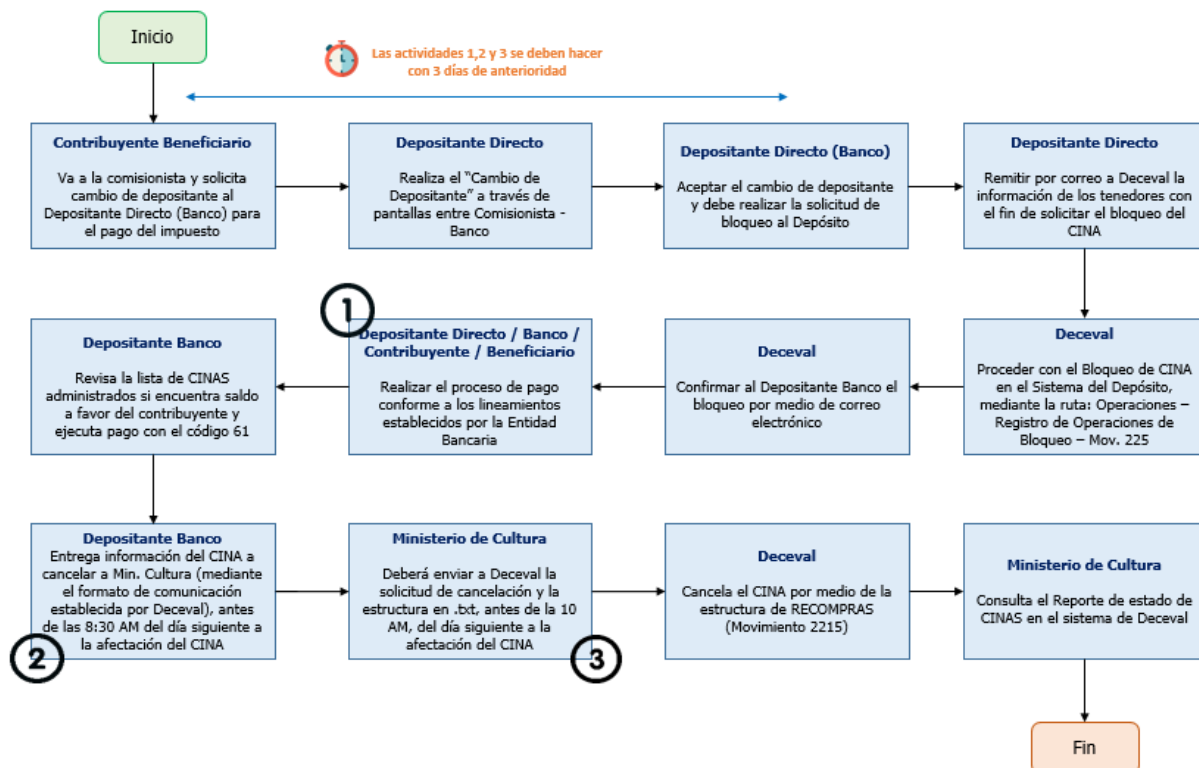 Inicio
Las actividades 1,2 y 3 se deben hacer
con 3 días de anterioridad
Contribuyente Beneficiario
Va a la comisionista y solicita
cambio de depositante al
Depositante Directo (Banco) para
el pago del impuesto
Depositante Directo
Realiza el “Cambio de
Depositante” a través de
pantallas entre Comisionista -
Banco
Depositante Directo (Banco)
Aceptar el cambio de depositante
y debe realizar la solicitud de
bloqueo al Depósito
Depositante Directo
Remitir por correo a Deceval la
información de los tenedores con
el fin de solicitar el bloqueo del
CINA
Deceval
Proceder con el Bloqueo de CINA
en el Sistema del Depósito,
mediante la ruta: Operaciones –
Registro de Operaciones de
Bloqueo – Mov. 225
Deceval
Confirmar al Depositante Banco el
bloqueo por medio de correo
electrónico
1
Depositante Directo / Banco /
Contribuyente / Beneficiario
Realizar el proceso de pago
conforme a los lineamientos
establecidos por la Entidad
Bancaria
Depositante Banco
Revisa la lista de CINAS
administrados si encuentra saldo
a favor del contribuyente y
ejecuta pago con el código 61
Depositante Banco
Entrega información del CINA a
cancelar a Min. Cultura (mediante
el formato de comunicación
establecida por Deceval), antes
de las 8:30 AM del día siguiente a
la afectación del CINA
2
Ministerio de Cultura
Deberá enviar a Deceval la
solicitud de cancelación y la
estructura en .txt, antes de la 10
AM, del día siguiente a la
afectación del CINA
3
Deceval
Cancela el CINA por medio de la
estructura de RECOMPRAS
(Movimiento 2215)
Ministerio de Cultura
Consulta el Reporte de estado de
CINAS en el sistema de Deceval
Fin